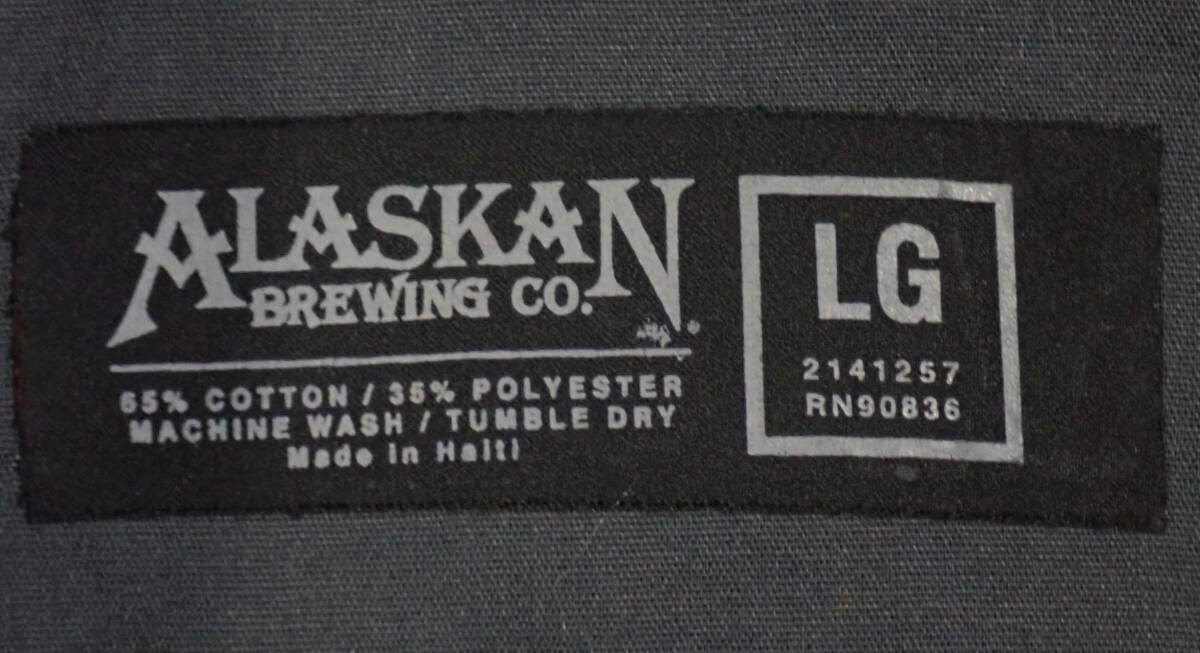 ALASKAN
BREWING CO.
65% COTTON / 35% POLYESTER
MACHINE WASH / TUMBLE DRY
Made in Haiti
LG
2141257
RN90836